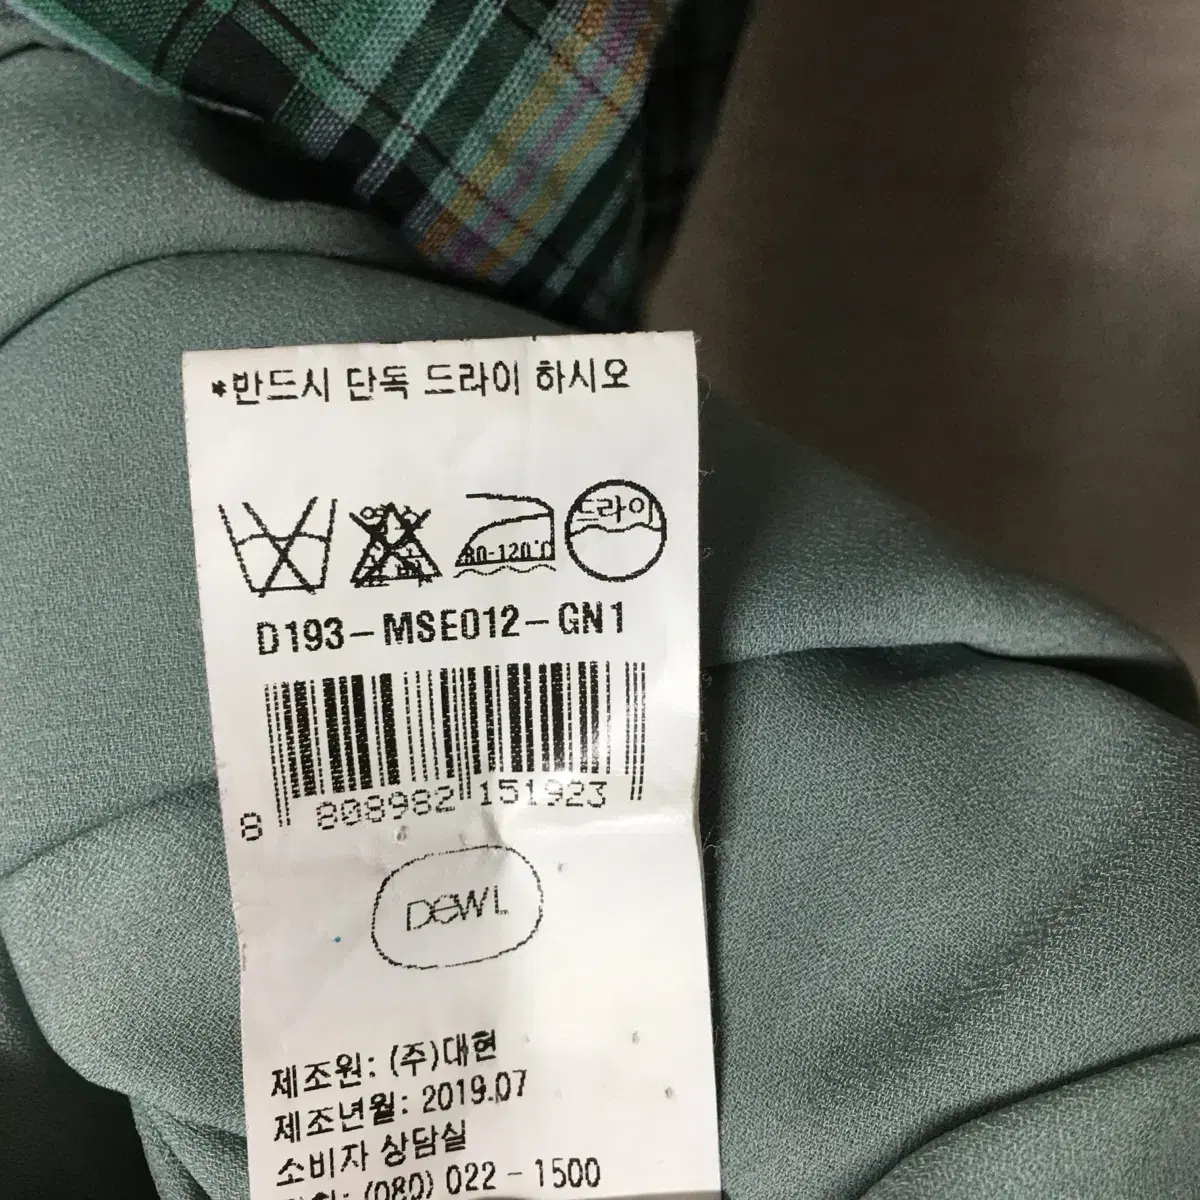 *반드시 단독 드라이 하시오
80-120℃ 드라이
D193-MSE012-GN1
8 808982 151923
DEWL
제조원: (주)대현
제조년월: 2019.07
소비자 상담실
(080) 022-1500